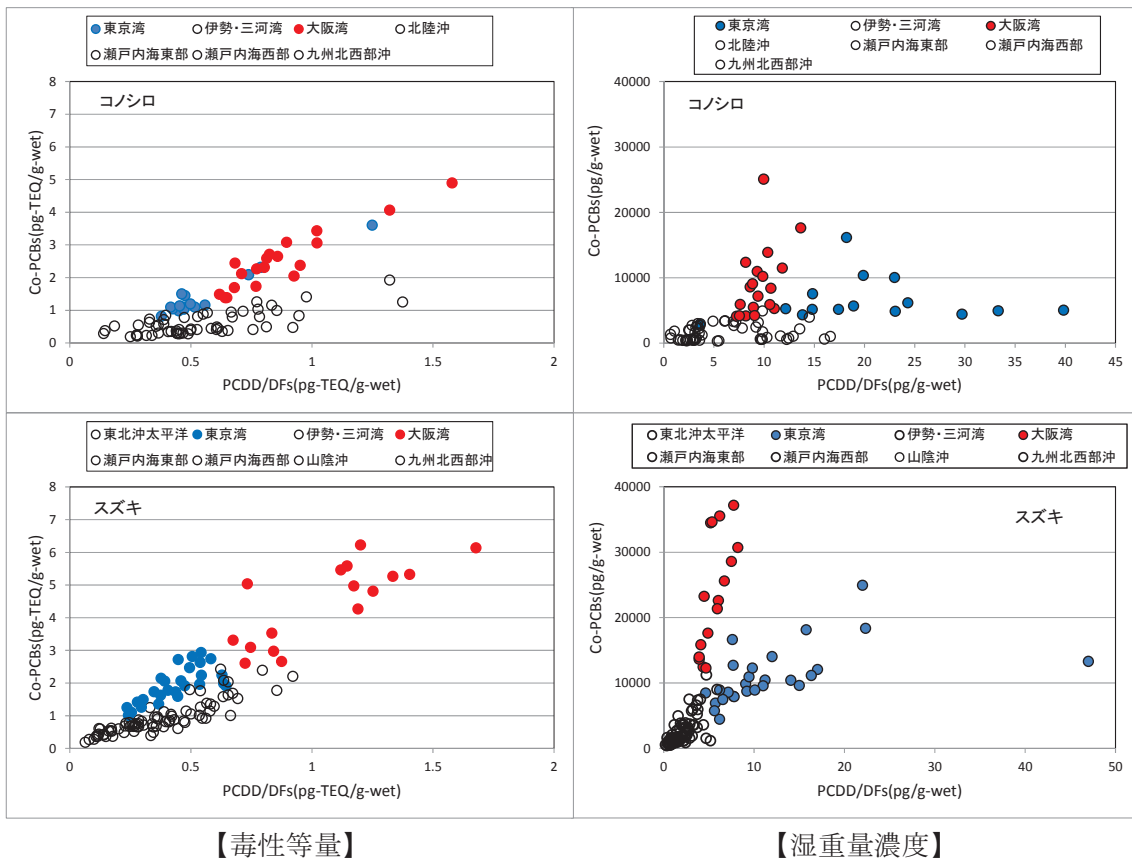 ●東京湾 ○伊勢・三河湾 ●大阪湾 ○北陸沖
○瀬戸内海東部 ○瀬戸内海西部 ○九州北西部沖
コノシロ
Co-PCBs(pg-TEQ/g-wet)
8
7
6
5
4
3
2
1
0
0 0.5 1 1.5 2
PCDD/DFs(pg-TEQ/g-wet)
●東京湾 ○伊勢・三河湾 ●大阪湾
○北陸沖 ○瀬戸内海東部 ○瀬戸内海西部
○九州北西部沖
コノシロ
Co-PCBs(pg/g-wet)
40000
30000
20000
10000
0
0 5 10 15 20 25 30 35 40 45
PCDD/DFs(pg/g-wet)
○東北沖太平洋 ●東京湾 ○伊勢・三河湾 ●大阪湾
○瀬戸内海東部 ○瀬戸内海西部 ○山陰沖 ○九州北西部沖
スズキ
Co-PCBs(pg-TEQ/g-wet)
8
7
6
5
4
3
2
1
0
0 0.5 1 1.5 2
PCDD/DFs(pg-TEQ/g-wet)
○東北沖太平洋 ●東京湾 ○伊勢・三河湾 ●大阪湾
○瀬戸内海東部 ○瀬戸内海西部 ○山陰沖 ○九州北西部沖
スズキ
Co-PCBs(pg/g-wet)
40000
30000
20000
10000
0
0 10 20 30 40 50
PCDD/DFs(pg/g-wet)
【毒性等量】 【湿重量濃度】